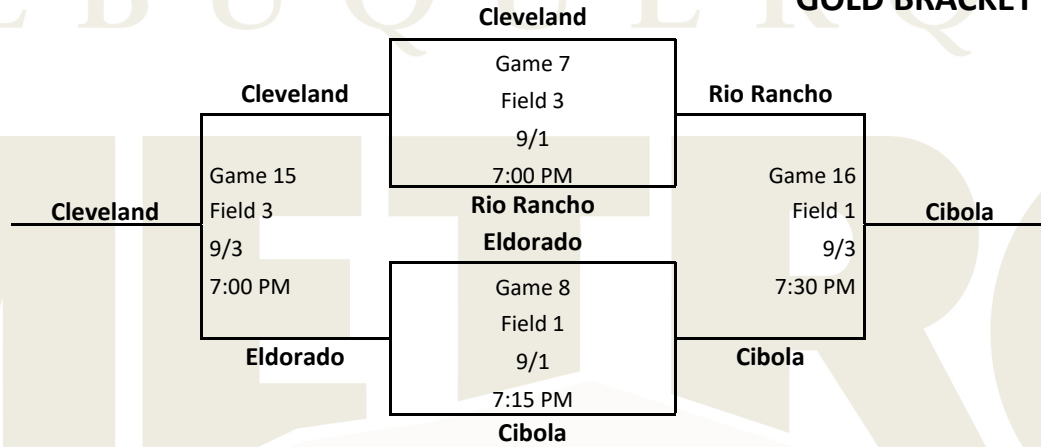 GOLD BRACKET
Cleveland
Game 7
Field 3
9/1
7:00 PM
Rio Rancho
Cleveland
Rio Rancho
Game 15
Field 3
9/3
7:00 PM
Game 16
Field 1
9/3
7:30 PM
Cleveland
Cibola
Eldorado
Game 8
Field 1
9/1
7:15 PM
Cibola
Eldorado
Cibola
B U Q U E R Q
METRO